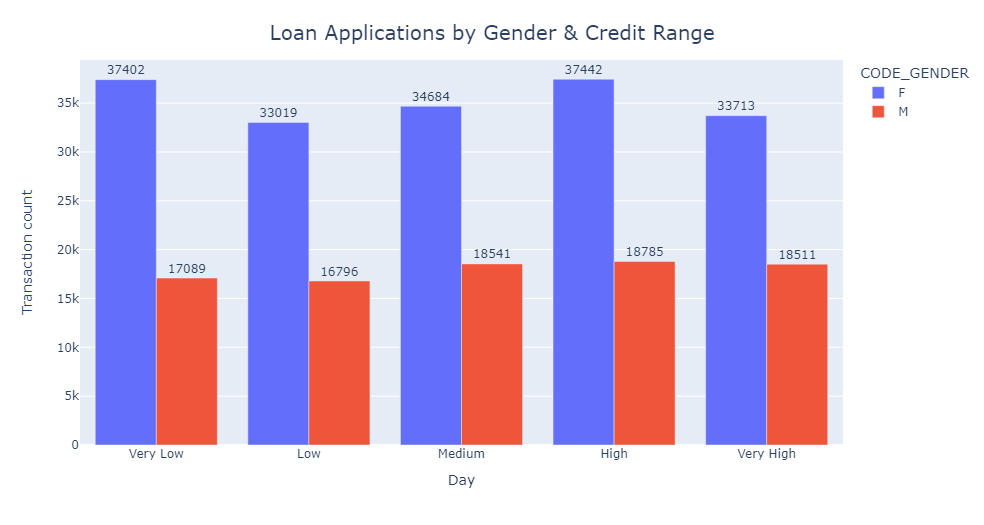 Loan Applications by Gender & Credit Range
CODE_GENDER
F
M
Transaction count
35k
30k
25k
20k
15k
10k
5k
0
37402
17089
33019
16796
34684
18541
37442
18785
33713
18511
Very Low
Low
Medium
High
Very High
Day